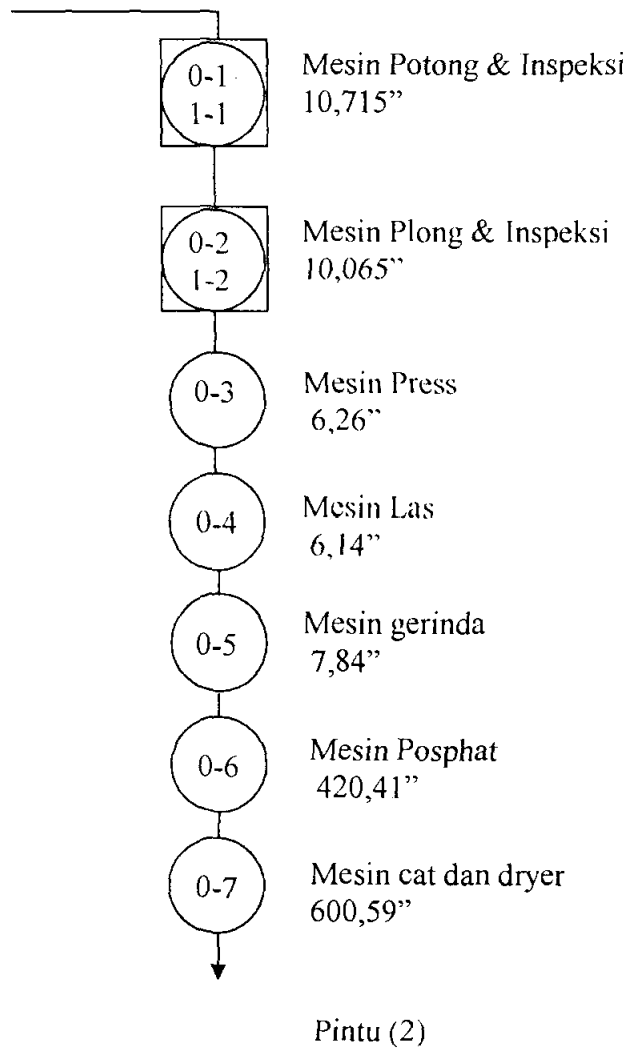 0-1
1-1
Mesin Potong & Inspeksi
10,715”
0-2
1-2
Mesin Plong & Inspeksi
10,065”
0-3
Mesin Press
6,26”
0-4
Mesin Las
6,14”
0-5
Mesin gerinda
7,84”
0-6
Mesin Posphat
420,41”
0-7
Mesin cat dan dryer
600,59”
Pintu (2)